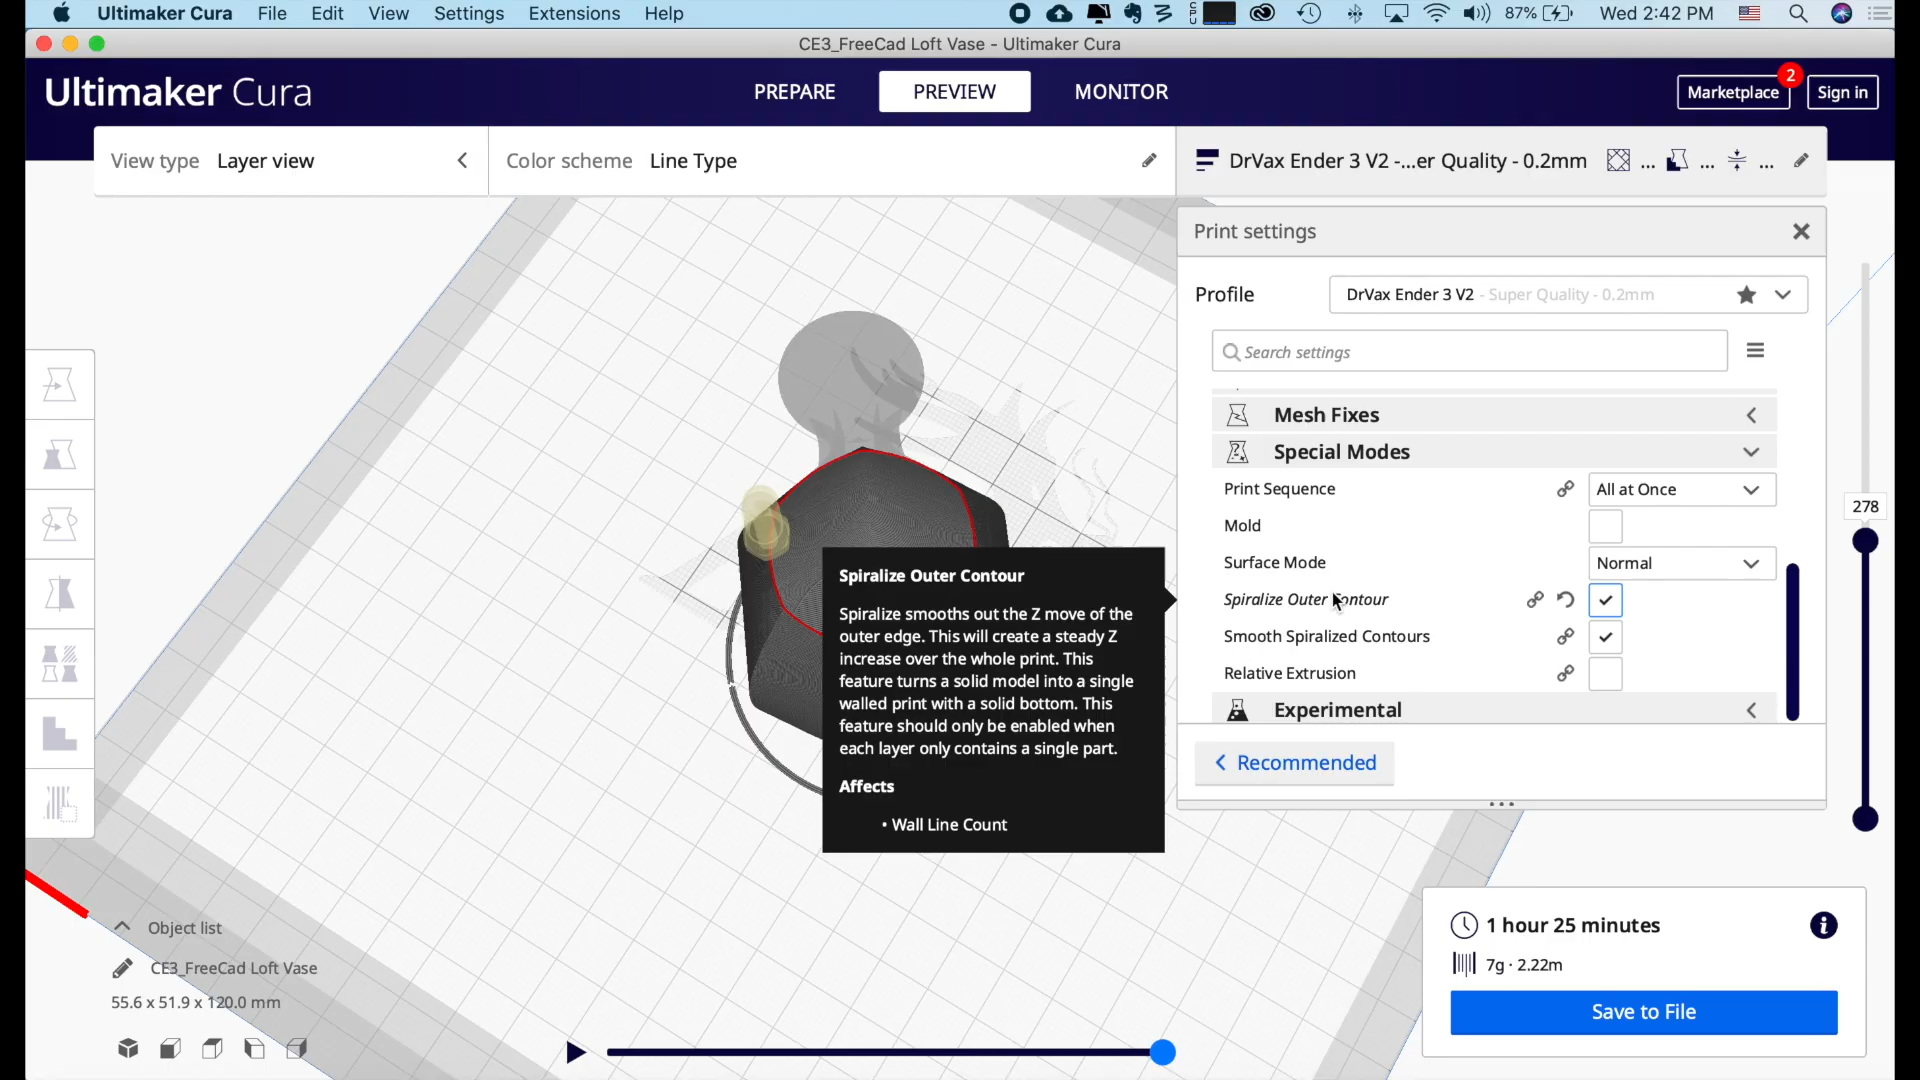 Ultimaker Cura File Edit View Settings Extensions Help
CPU 87% Wed 2:42 PM
CE3_FreeCad Loft Vase - Ultimaker Cura
Ultimaker Cura
PREPARE PREVIEW MONITOR
Marketplace 2 Sign in
View type Layer view
Color scheme Line Type
DrVax Ender 3 V2 -...er Quality - 0.2mm ... ... ...
Print settings
Profile DrVax Ender 3 V2 - Super Quality - 0.2mm
Search settings
Mesh Fixes
Special Modes
Print Sequence All at Once
Mold
Surface Mode Normal
Spiralize Outer Contour
Smooth Spiralized Contours
Relative Extrusion
Experimental
Recommended
278
Spiralize Outer Contour
Spiralize smooths out the Z move of the
outer edge. This will create a steady Z
increase over the whole print. This
feature turns a solid model into a single
walled print with a solid bottom. This
feature should only be enabled when
each layer only contains a single part.
Affects
• Wall Line Count
Object list
CE3_FreeCad Loft Vase
55.6 x 51.9 x 120.0 mm
1 hour 25 minutes
7g · 2.22m
Save to File